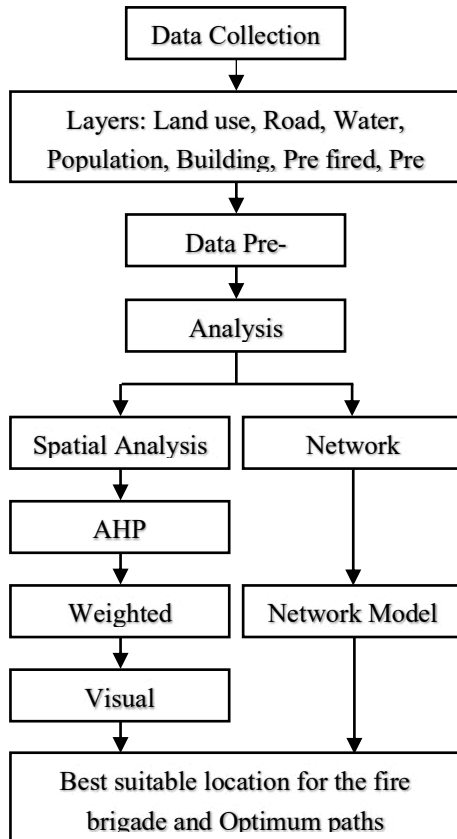 Data Collection
Layers: Land use, Road, Water,
Population, Building, Pre fired, Pre
Data Pre-
Analysis
Spatial Analysis
Network
AHP
Weighted
Network Model
Visual
Best suitable location for the fire
brigade and Optimum paths